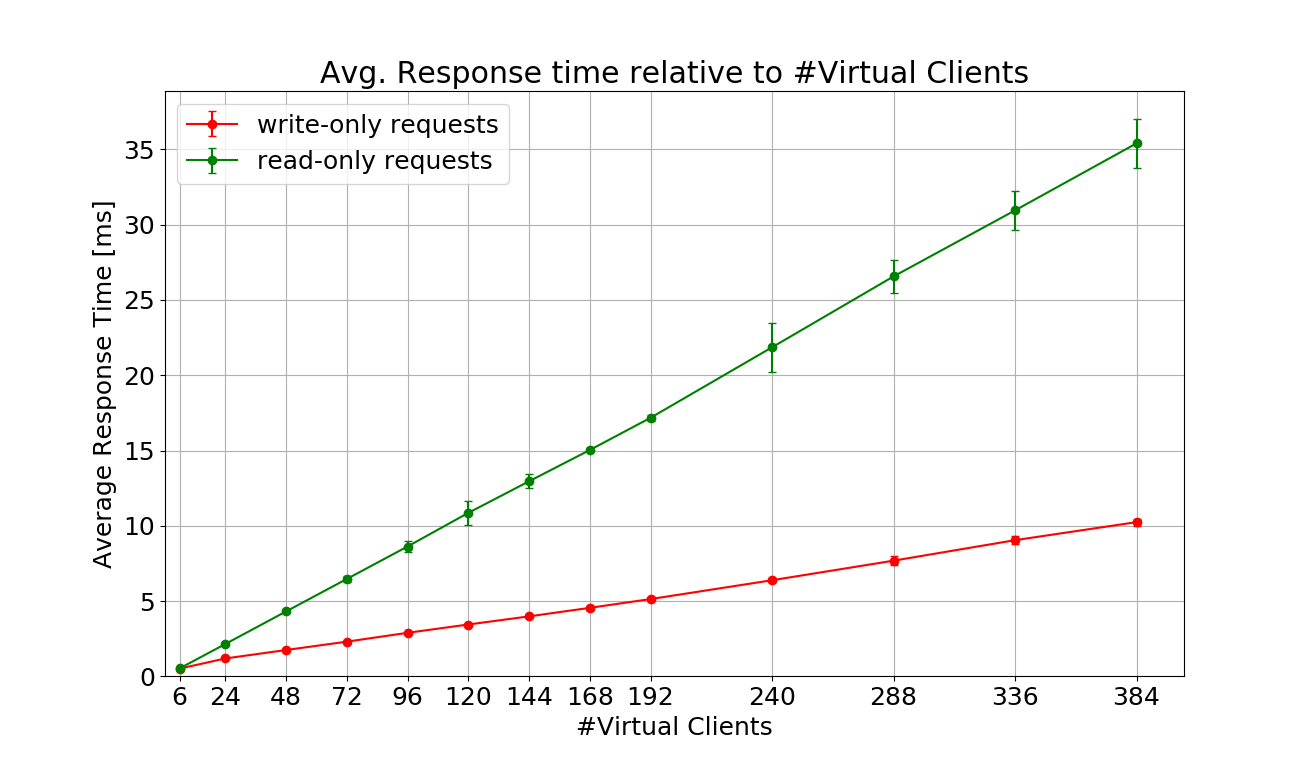 Avg. Response time relative to #Virtual Clients
write-only requests
read-only requests
Average Response Time [ms]
35
30
25
20
15
10
5
0
6 24 48 72 96 120 144 168 192 240 288 336 384
#Virtual Clients